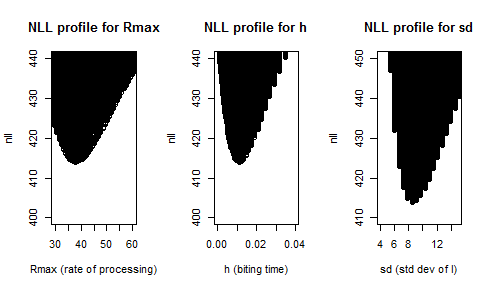 NLL profile for Rmax
nll
440
430
420
410
400
30 40 50 60
Rmax (rate of processing)
NLL profile for h
nll
440
430
420
410
400
0.00 0.02 0.04
h (biting time)
NLL profile for sd
nll
450
440
430
420
410
400
4 6 8 12
sd (std dev of I)